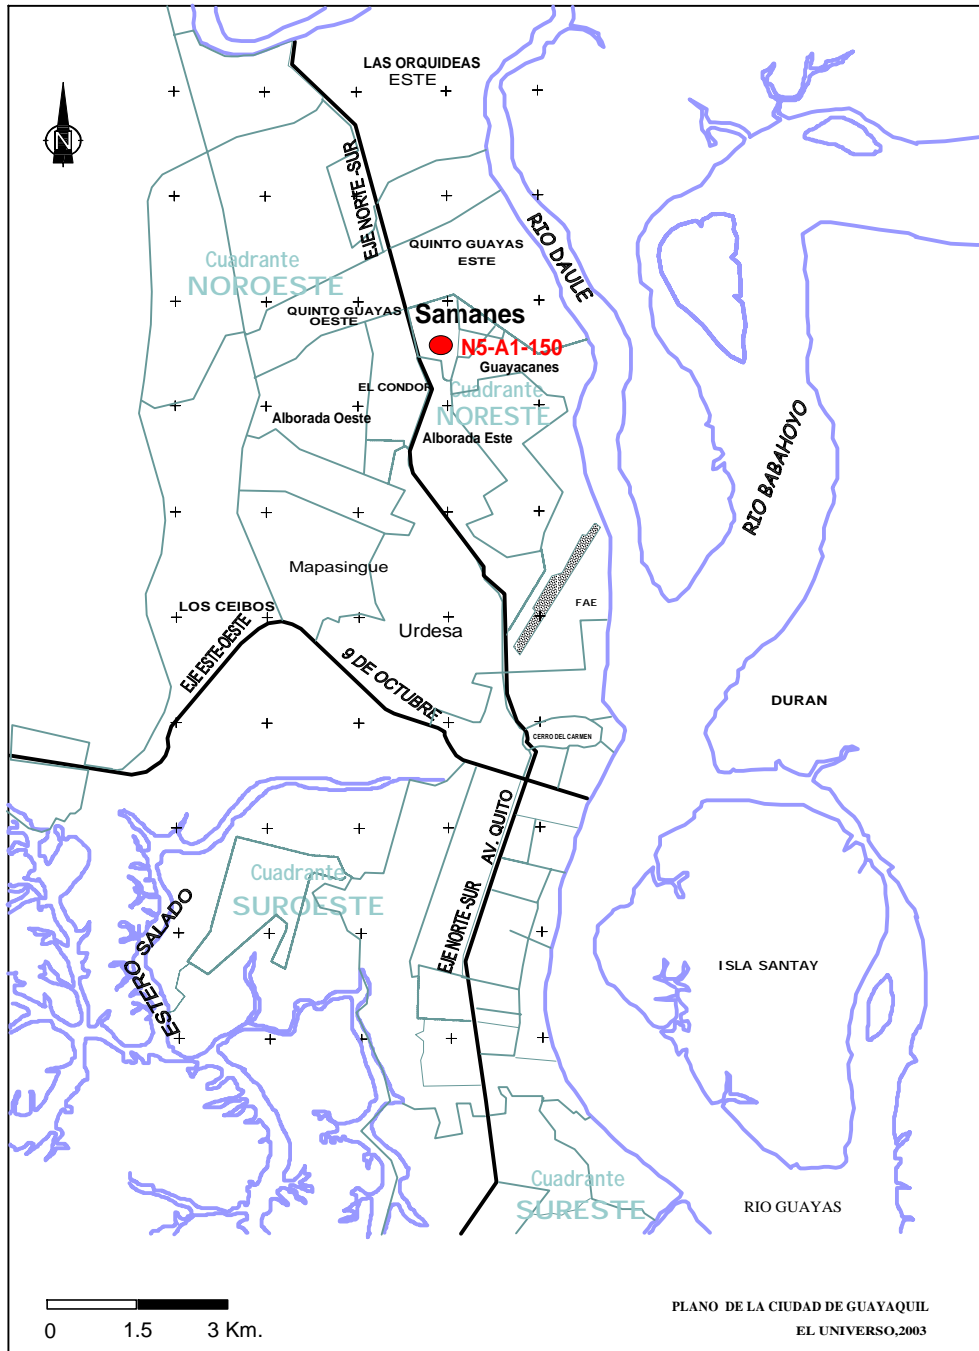 LAS ORQUIDEAS
ESTE
N
EJE NORTE-SUR
RIO DAULE
QUINTO GUAYAS
ESTE
Cuadrante
NOROESTE
QUINTO GUAYAS
OESTE
Samanes
N5-A1-150
Guayacanes
EL CONDOR
Cuadrante
NORESTE
Alborada Oeste
Alborada Este
RIO BABAHOYO
Mapasingue
FAE
LOS CEIBOS
Urdesa
EJE ESTE-OESTE
9 DE OCTUBRE
DURAN
CERRO DEL CARMEN
AV. QUITO
EJE NORTE-SUR
Cuadrante
SUROESTE
ESTERO SALADO
ISLA SANTAY
Cuadrante
SURESTE
RIO GUAYAS
0 1.5 3 Km.
PLANO DE LA CIUDAD DE GUAYAQUIL
EL UNIVERSO,2003